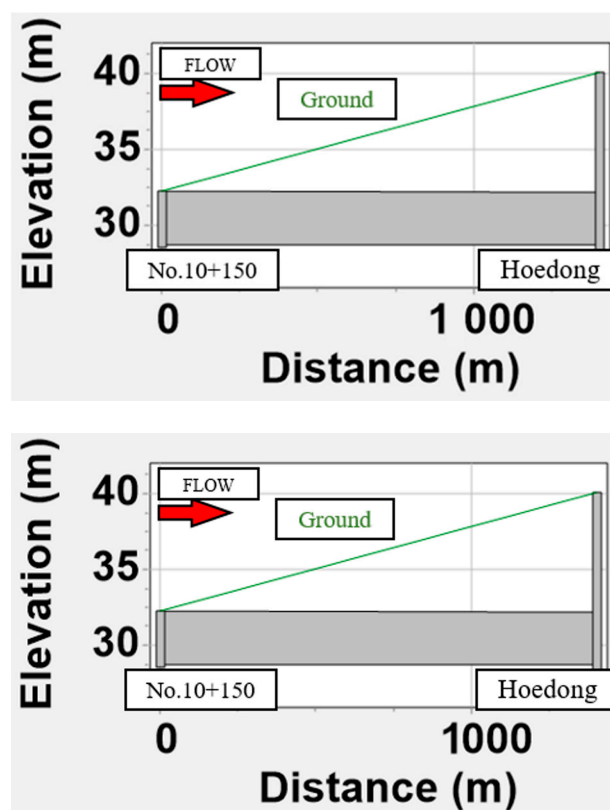 Elevation (m)
40
35
30
FLOW
Ground
No.10+150
Hoedong
0
1 000
Distance (m)
Elevation (m)
40
35
30
FLOW
Ground
No.10+150
Hoedong
0
1000
Distance (m)